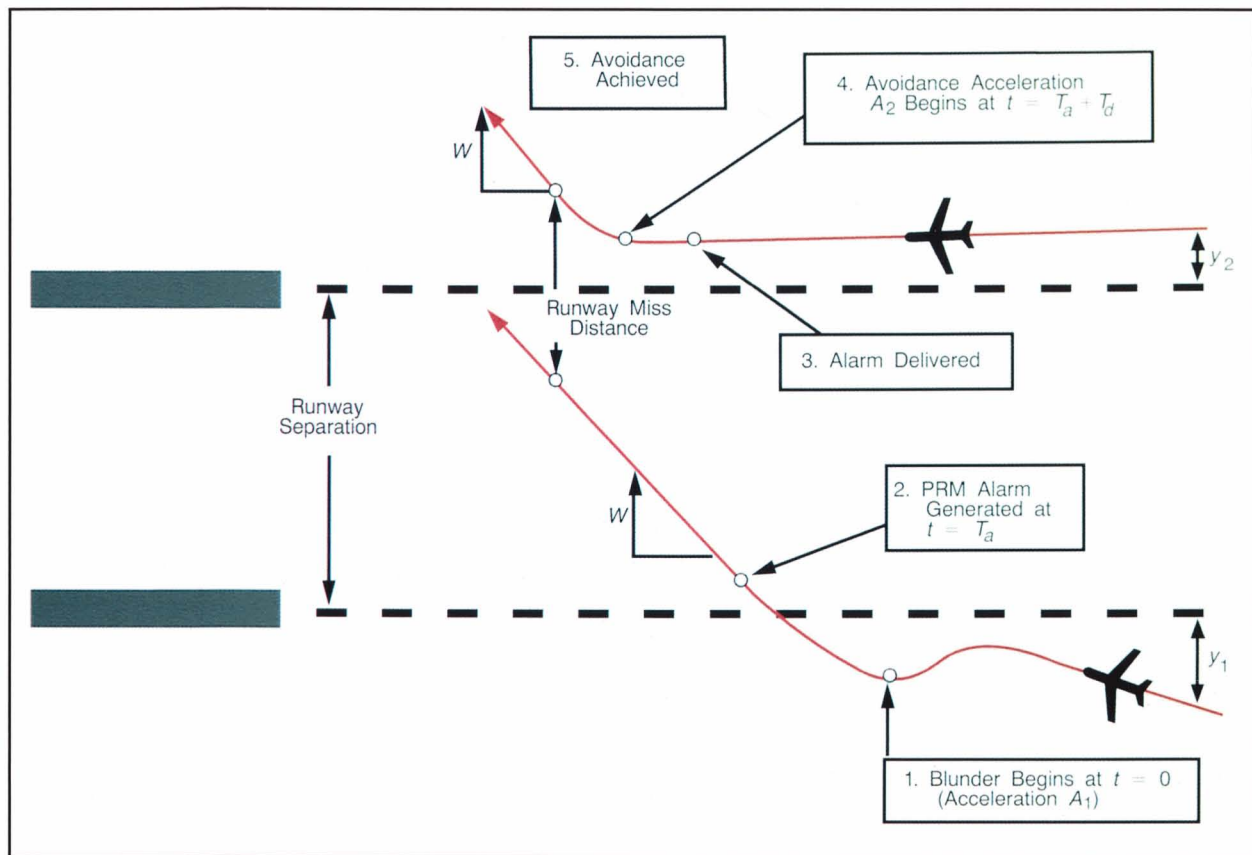 5. Avoidance
Achieved
4. Avoidance Acceleration
A₂ Begins at t = Tₐ + T_d
W
y₂
Runway Miss
Distance
3. Alarm Delivered
Runway
Separation
2. PRM Alarm
Generated at
t = Tₐ
W
y₁
1. Blunder Begins at t = 0
(Acceleration A₁)